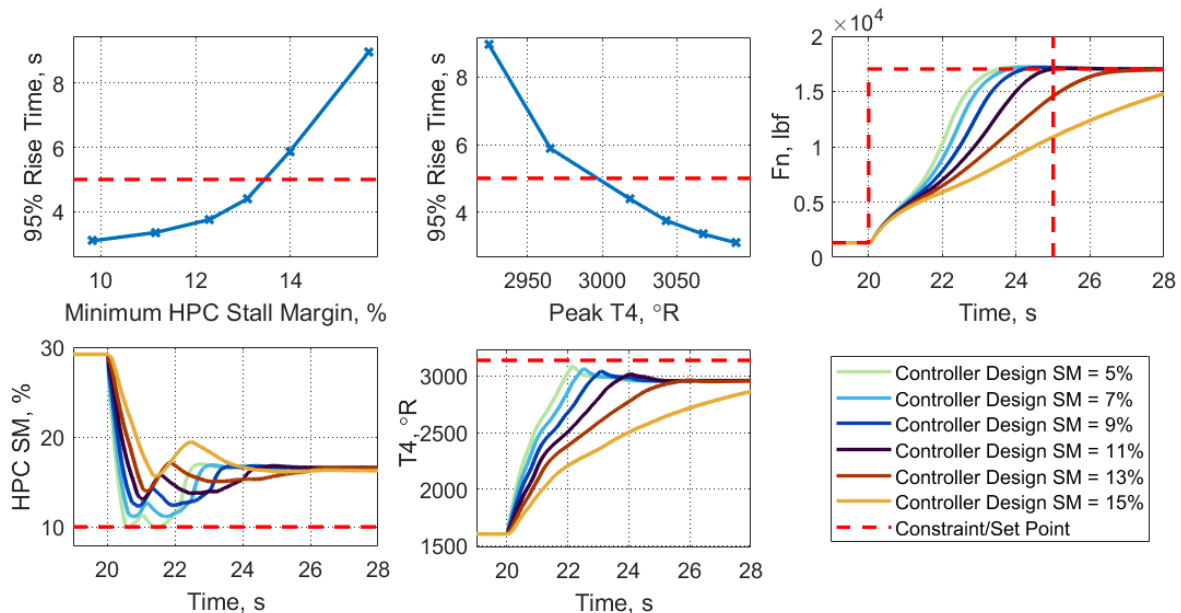 95% Rise Time, s
8
6
4
10
12
14
Minimum HPC Stall Margin, %
95% Rise Time, s
8
6
4
2950
3000
3050
Peak T4, °R
×10⁴
Fn, lbf
2
1.5
1
0.5
0
20
22
24
26
28
Time, s
HPC SM, %
30
20
10
20
22
24
26
28
Time, s
T4, °R
3000
2500
2000
1500
20
22
24
26
28
Time, s
Controller Design SM = 5%
Controller Design SM = 7%
Controller Design SM = 9%
Controller Design SM = 11%
Controller Design SM = 13%
Controller Design SM = 15%
Constraint/Set Point